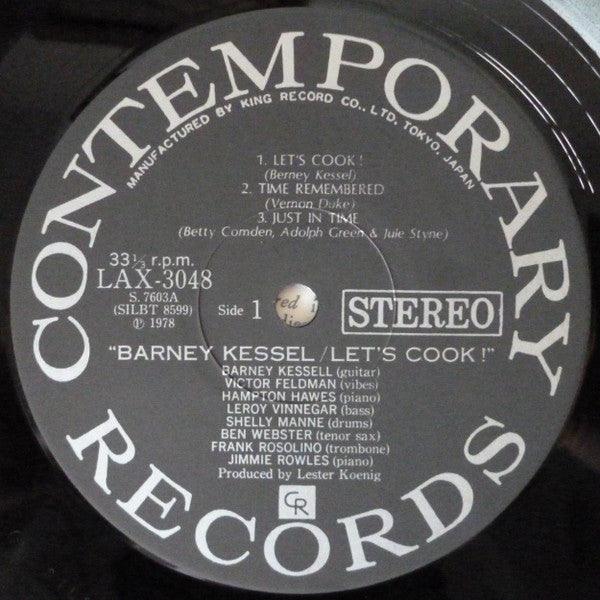 CONTEMPORARY
MANUFACTURED BY KING RECORD CO., LTD. TOKYO, JAPAN
1. LET'S COOK!
(Berney Kessel)
2. TIME REMEMBERED
(Vernon Duke)
3. JUST IN TIME
(Betty Comden, Adolph Green & Juie Styne)
33⅓ r.p.m.
LAX-3048
S. 7603A
(SILBT 8599)
Ⓟ 1978
Side 1
STEREO
"BARNEY KESSEL/LET'S COOK!"
BARNEY KESSELL (guitar)
VICTOR FELDMAN (vibes)
HAMPTON HAWES (piano)
LEROY VINNEGAR (bass)
SHELLY MANNE (drums)
BEN WEBSTER (tenor sax)
FRANK ROSOLINO (trombone)
JIMMIE ROWLES (piano)
Produced by Lester Koenig
CR
RECORDS